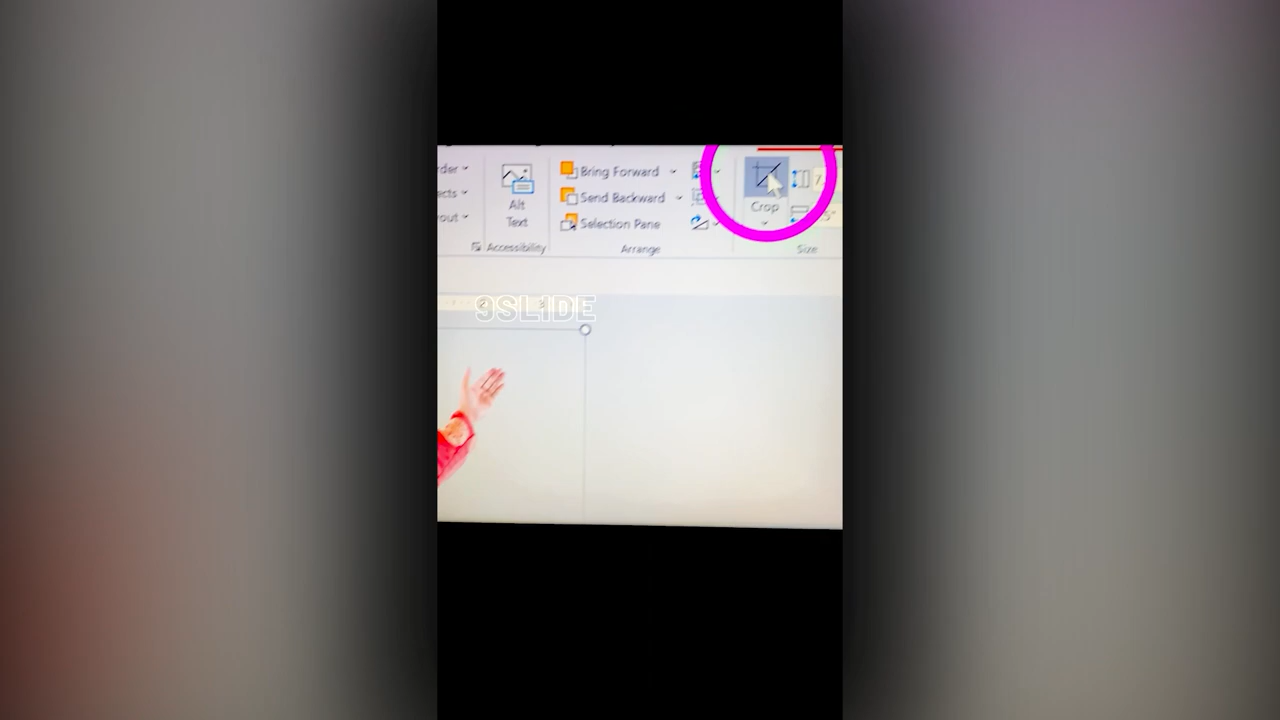 Bring Forward
Send Backward
Selection Pane
Alt
Text
Crop
Accessibility
Arrange
Size
9SLIDE